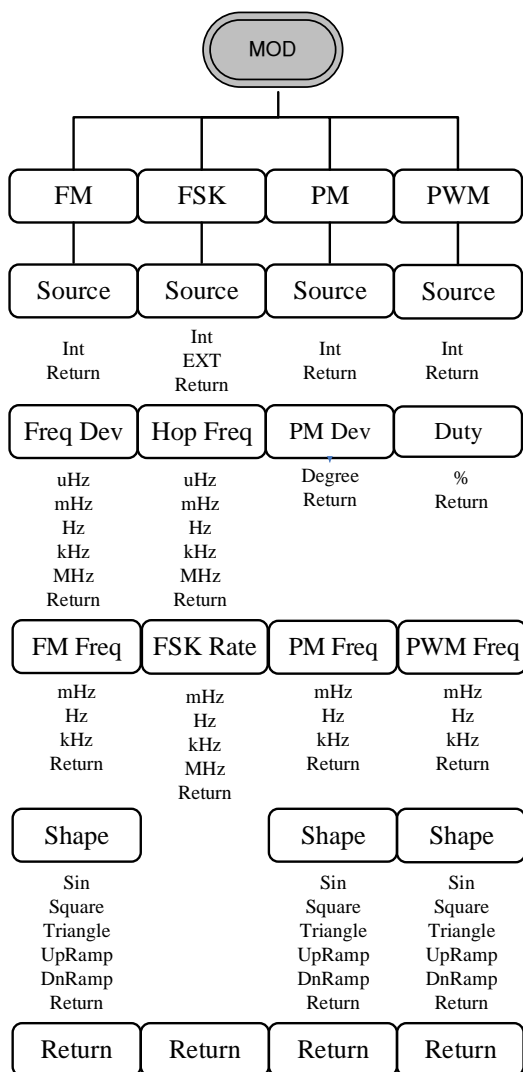 MOD
FM FSK PM PWM
Source Source Source Source
Int Int Int Int
Return EXT Return Return
Return
Freq Dev Hop Freq PM Dev Duty
uHz uHz Degree %
mHz mHz Return Return
Hz Hz
kHz kHz
MHz MHz
Return Return
FM Freq FSK Rate PM Freq PWM Freq
mHz mHz mHz mHz
Hz Hz Hz Hz
kHz kHz kHz kHz
Return MHz Return Return
Return
Shape Shape Shape
Sin Sin Sin
Square Square Square
Triangle Triangle Triangle
UpRamp UpRamp UpRamp
DnRamp DnRamp DnRamp
Return Return Return
Return Return Return Return